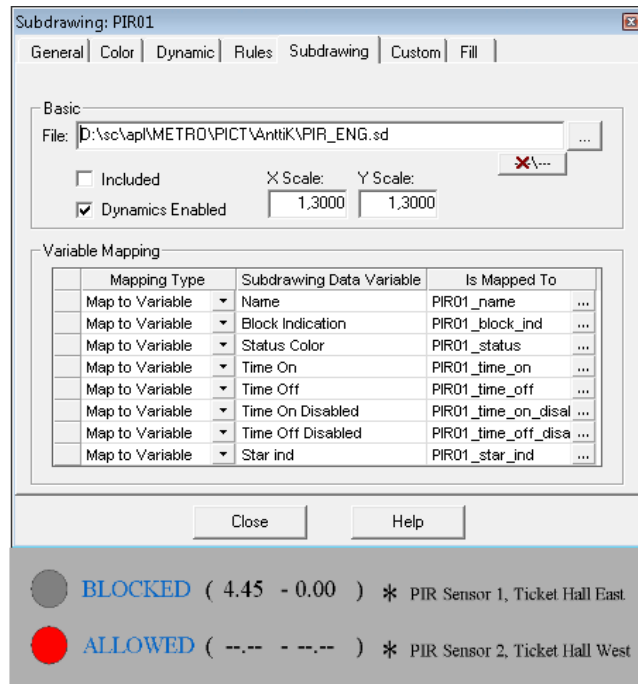 Subdrawing: PIR01
General Color Dynamic Rules Subdrawing Custom Fill
Basic
File: D:\sc\apl\METRO\PICT\AnttiK\PIR_ENG.sd ...
Included X Scale: Y Scale: \---
Dynamics Enabled 1,3000 1,3000
Variable Mapping
Mapping Type Subdrawing Data Variable Is Mapped To
Map to Variable Name PIR01_name ...
Map to Variable Block Indication PIR01_block_ind ...
Map to Variable Status Color PIR01_status ...
Map to Variable Time On PIR01_time_on ...
Map to Variable Time Off PIR01_time_off ...
Map to Variable Time On Disabled PIR01_time_on_disal ...
Map to Variable Time Off Disabled PIR01_time_off_disa ...
Map to Variable Star ind PIR01_star_ind ...
Close Help
BLOCKED ( 4.45 - 0.00 ) * PIR Sensor 1, Ticket Hall East
ALLOWED ( --.-- - --.-- ) * PIR Sensor 2, Ticket Hall West